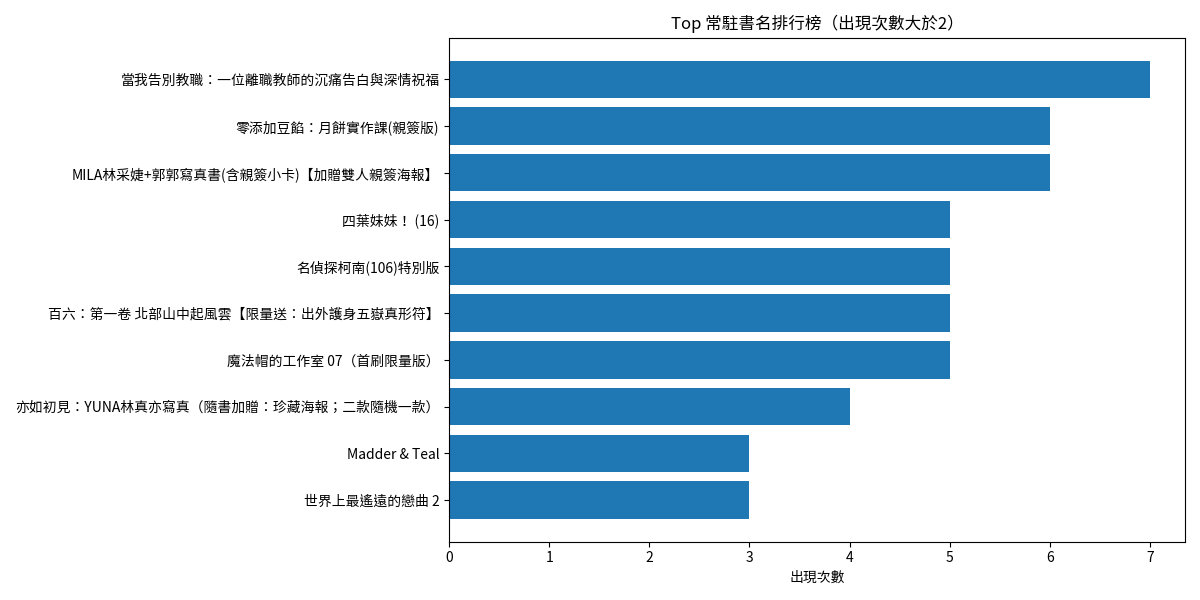 Top 常駐書名排行榜（出現次數大於2）
當我告別教職：一位離職教師的沉痛告白與深情祝福
零添加豆餡：月餅實作課(親簽版)
MILA林采婕+郭郭寫真書(含親簽小卡)【加贈雙人親簽海報】
四葉妹妹！ (16)
名偵探柯南(106)特別版
百六：第一卷 北部山中起風雲【限量送：出外護身五嶽真形符】
魔法帽的工作室 07（首刷限量版）
亦如初見：YUNA林真亦寫真（隨書加贈：珍藏海報；二款隨機一款）
Madder & Teal
世界上最遙遠的戀曲 2
0 1 2 3 4 5 6 7
出現次數